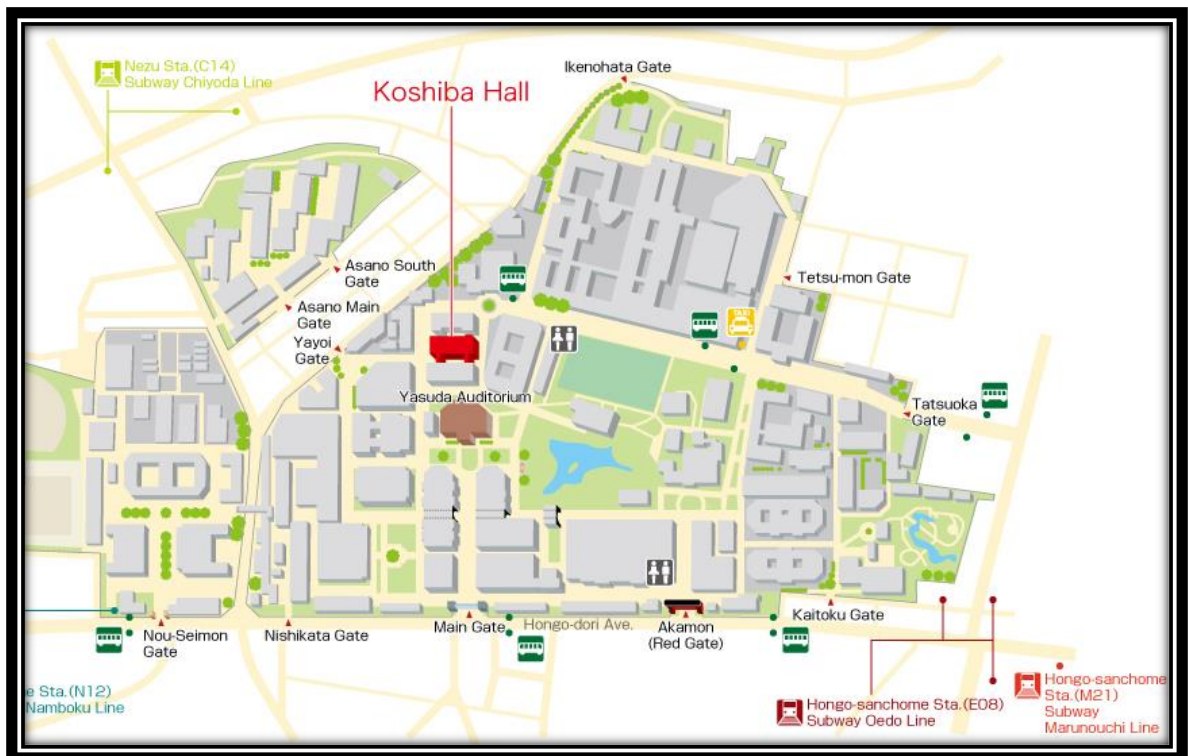 Nezu Sta.(C14)
Subway Chiyoda Line
Ikenohata Gate
Koshiba Hall
Asano South
Gate
Tetsu-mon Gate
Asano Main
Gate
TAXI
Yayoi
Gate
Yasuda Auditorium
Tatsuoka
Gate
Nou-Seimon
Gate
Nishikata Gate
Main Gate
Hongo-dori Ave.
Akamon
(Red Gate)
Kaitoku Gate
e Sta.(N12)
Namboku Line
Hongo-sanchome Sta.(E08)
Subway Oedo Line
Hongo-sanchome
Sta.(M21)
Subway
Marunouchi Line